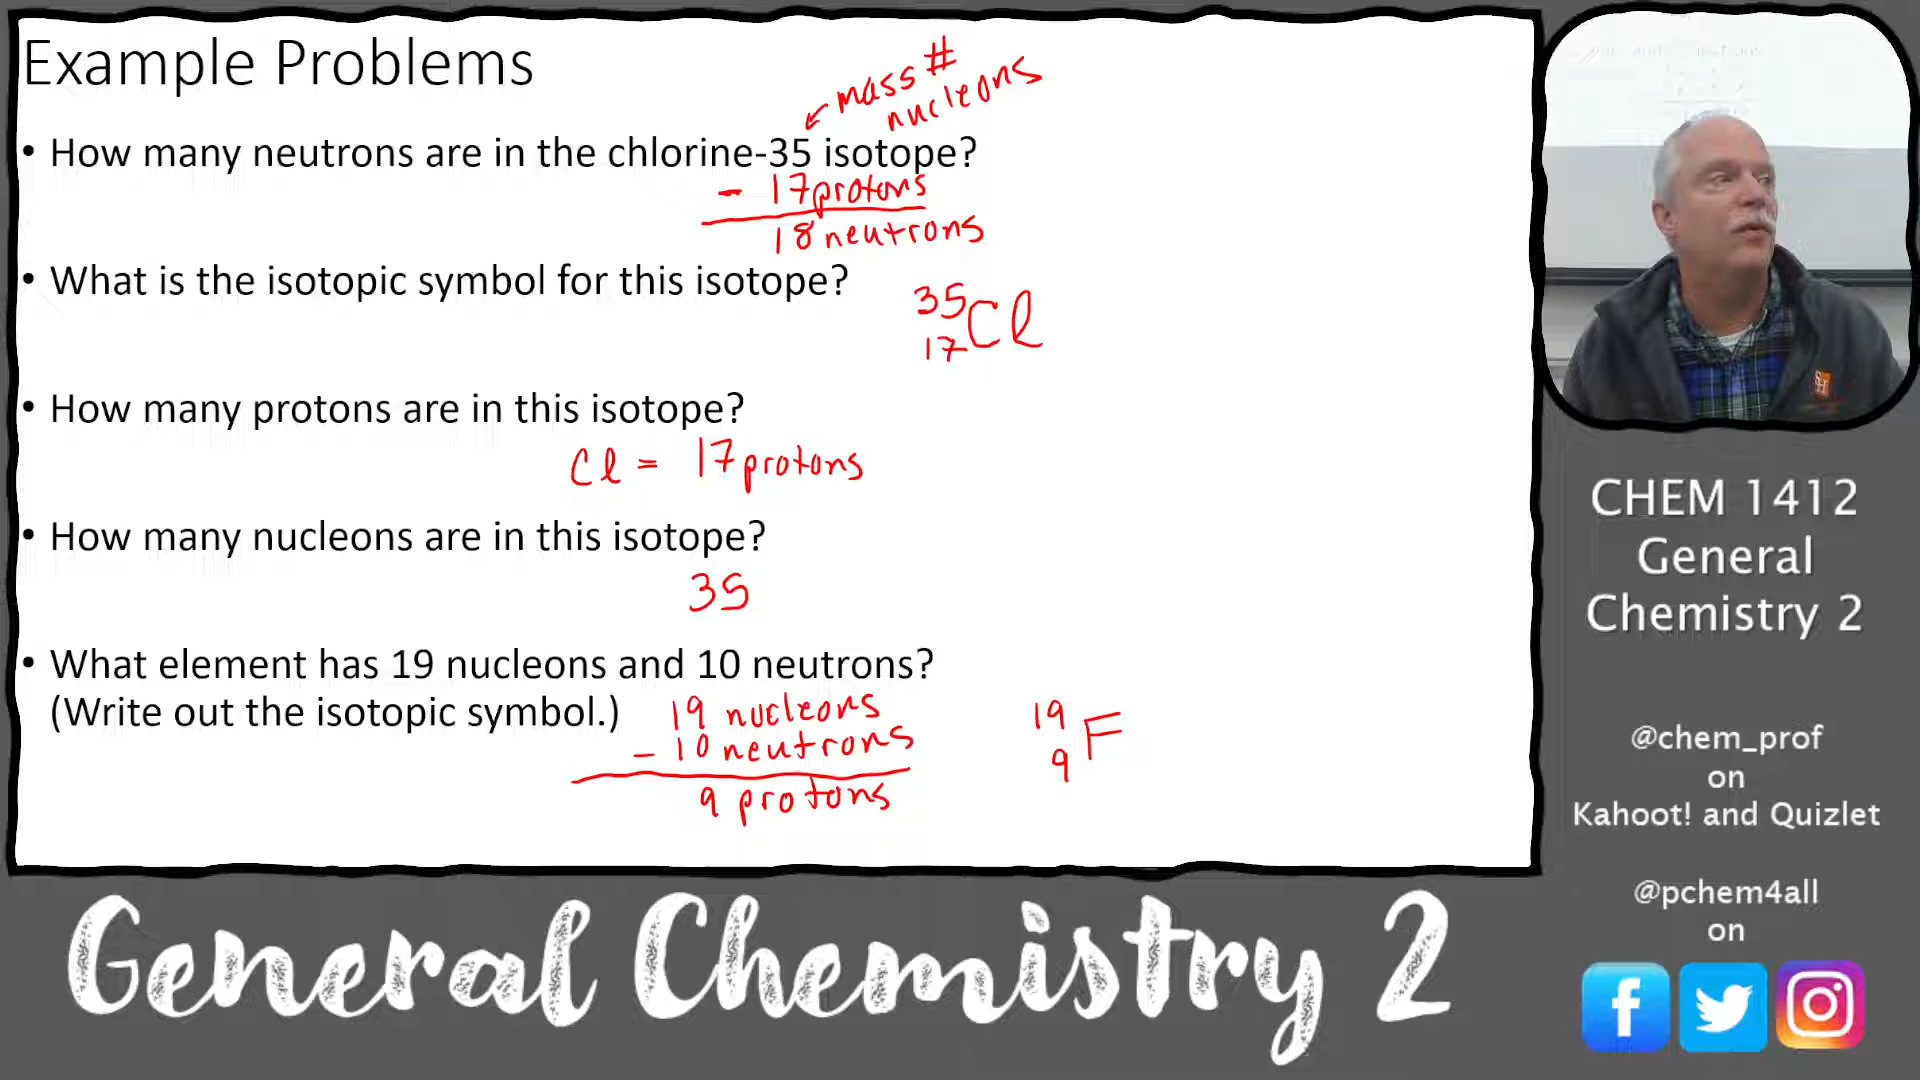 Example Problems
mass #
nucleons
• How many neutrons are in the chlorine-35 isotope?
- 17 protons
18 neutrons
• What is the isotopic symbol for this isotope?
35
17 Cl
• How many protons are in this isotope?
Cl = 17 protons
• How many nucleons are in this isotope?
35
• What element has 19 nucleons and 10 neutrons?
(Write out the isotopic symbol.)
19 nucleons
- 10 neutrons
9 protons
19
9 F
CHEM 1412
General
Chemistry 2
@chem_prof
on
Kahoot! and Quizlet
@pchem4all
on
General Chemistry 2